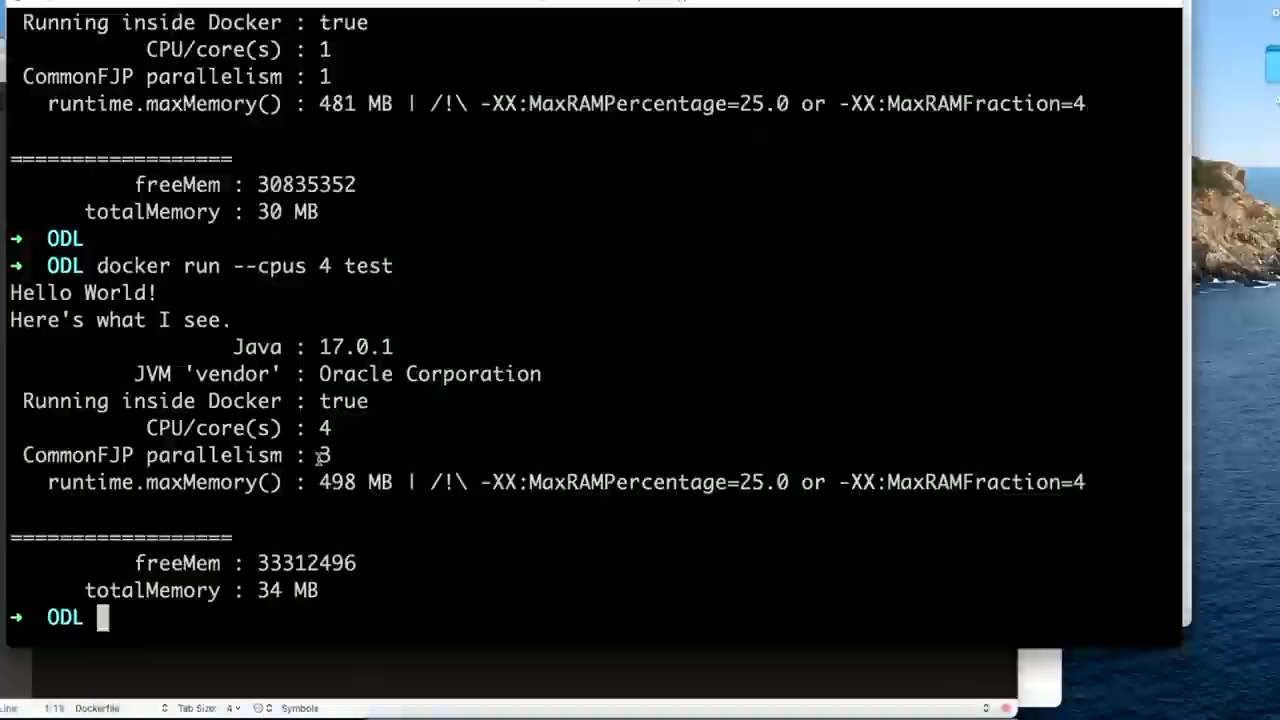 Running inside Docker : true
CPU/core(s) : 1
CommonFJP parallelism : 1
runtime.maxMemory() : 481 MB | /!\ -XX:MaxRAMPercentage=25.0 or -XX:MaxRAMFraction=4
==================
freeMem : 30835352
totalMemory : 30 MB
→ ODL
→ ODL docker run --cpus 4 test
Hello World!
Here's what I see.
Java : 17.0.1
JVM 'vendor' : Oracle Corporation
Running inside Docker : true
CPU/core(s) : 4
CommonFJP parallelism : 3
runtime.maxMemory() : 498 MB | /!\ -XX:MaxRAMPercentage=25.0 or -XX:MaxRAMFraction=4
==================
freeMem : 33312496
totalMemory : 34 MB
→ ODL
Line: 1:1 Dockerfile Tab Size: 4 Symbols